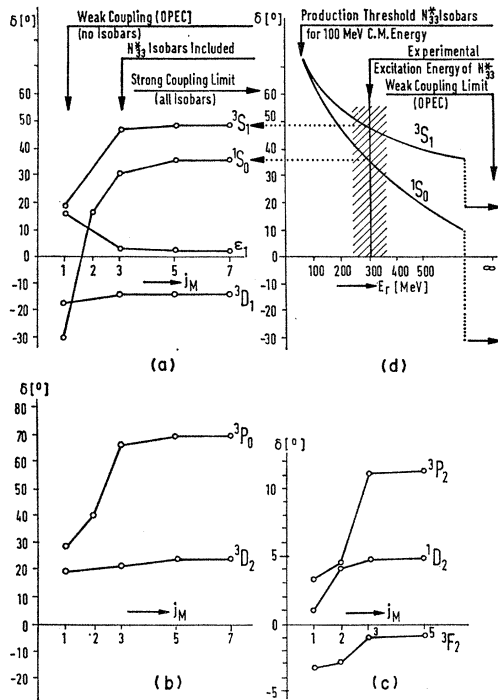 δ[°]
Weak Coupling (OPEC)
(no Isobars)
N*33 Isobars Included
Strong Coupling Limit
(all Isobars)
60
50
40
30
20
10
0
-10
-20
-30
³S₁
¹S₀
ε₁
³D₁
1 2 3 5 7
j_M
(a)
δ[°]
Production Threshold N*33 Isobars
for 100 MeV C.M. Energy
Experimental
Excitation Energy of N*33
Weak Coupling Limit
(OPEC)
60
50
40
30
20
10
0
-10
-20
-30
³S₁
¹S₀
100 200 300 400 500 ∞
E_r [MeV]
(d)
δ[°]
80
70
60
50
40
30
20
10
0
-10
-20
³P₀
³D₂
j_M
1 2 3 5 7
(b)
δ[°]
10
5
0
-5
³P₂
¹D₂
j_M
1 2 3 5
³F₂
(c)